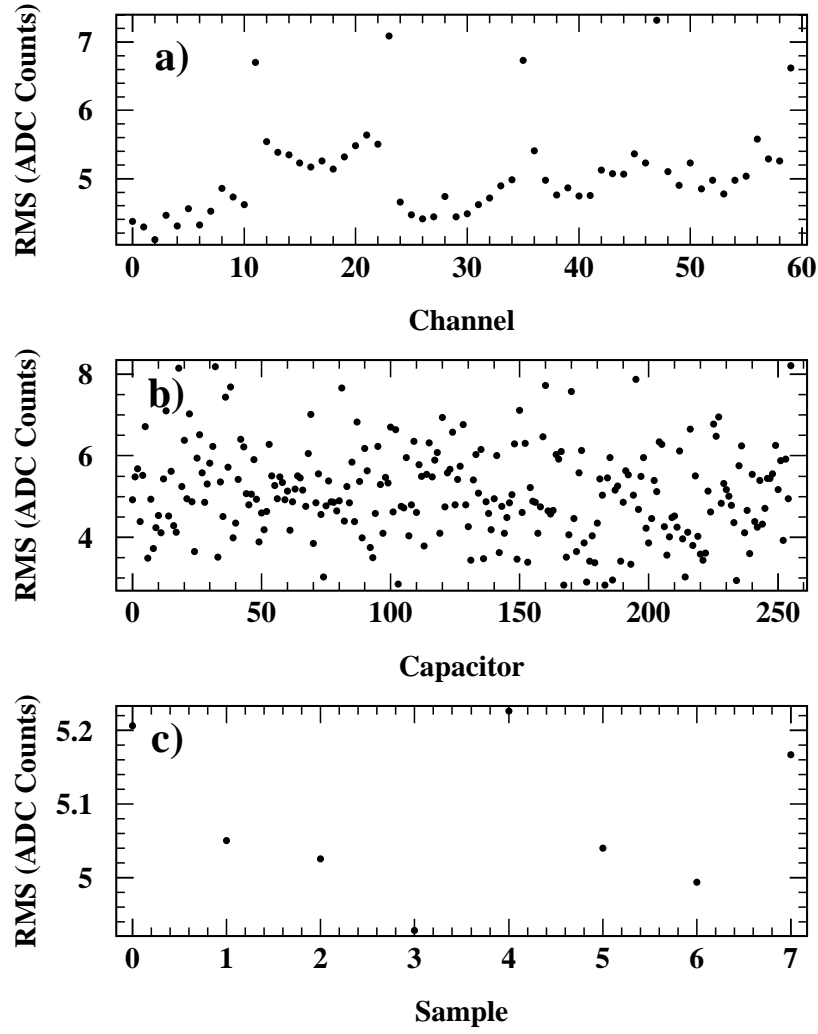 a)
RMS (ADC Counts)
7
6
5
0 10 20 30 40 50 60
Channel
b)
RMS (ADC Counts)
8
6
4
0 50 100 150 200 250
Capacitor
c)
RMS (ADC Counts)
5.2
5.1
5
0 1 2 3 4 5 6 7
Sample